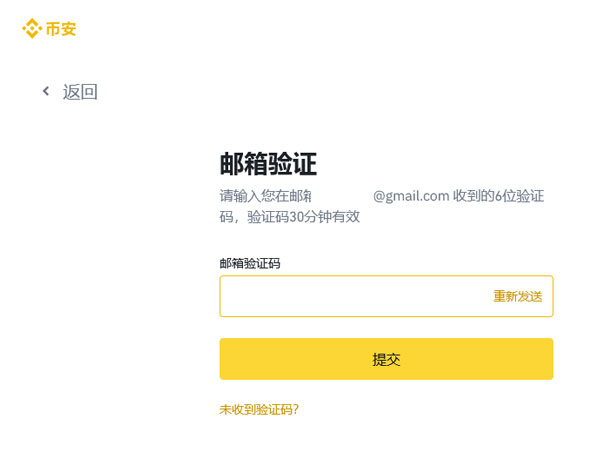 币安
返回
邮箱验证
请输入您在邮箱 @gmail.com 收到的6位验证
码，验证码30分钟有效
邮箱验证码
重新发送
提交
未收到验证码？